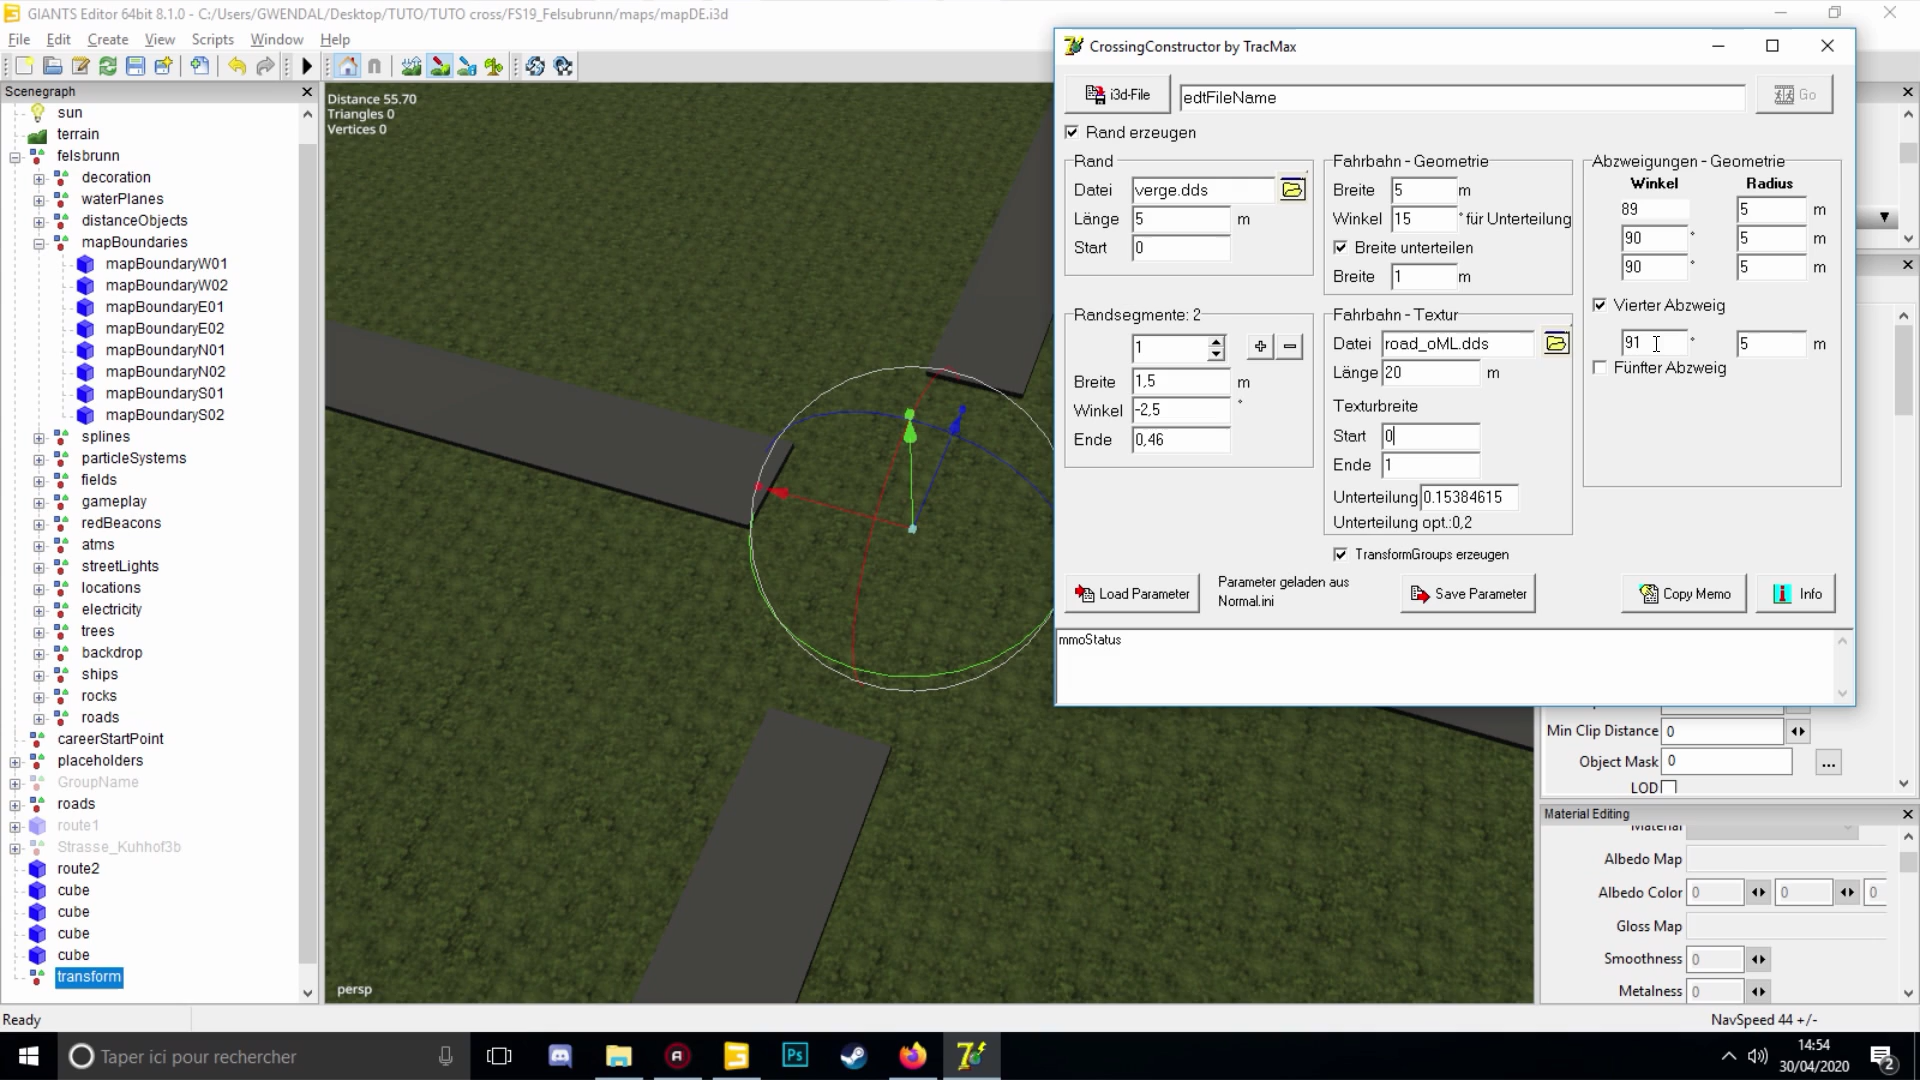 GIANTS Editor 64bit 8.1.0 - C:/Users/GWENDAL/Desktop/TUTO/TUTO cross/FS19_Felsubrunn/maps/mapDE.i3d
File Edit Create View Scripts Window Help
Scenegraph
sun
terrain
felsbrunn
decoration
waterPlanes
distanceObjects
mapBoundaries
mapBoundaryW01
mapBoundaryW02
mapBoundaryE01
mapBoundaryE02
mapBoundaryN01
mapBoundaryN02
mapBoundaryS01
mapBoundaryS02
splines
particleSystems
fields
gameplay
redBeacons
atms
streetLights
locations
electricity
trees
backdrop
ships
rocks
roads
careerStartPoint
placeholders
GroupName
roads
route1
Strasse_Kuhhof3b
route2
cube
cube
cube
cube
transform
Distance 55.70
Triangles 0
Vertices 0
persp
CrossingConstructor by TracMax
i3d-File edtFileName Go
Rand erzeugen
Rand
Datei verge.dds
Länge 5 m
Start 0
Randsegmente: 2
1
Breite 1,5 m
Winkel -2,5 °
Ende 0,46
Fahrbahn - Geometrie
Breite 5 m
Winkel 15 ° für Unterteilung
Breite unterteilen
Breite 1 m
Fahrbahn - Textur
Datei road_oML.dds
Länge 20 m
Texturbreite
Start 0
Ende 1
Unterteilung 0.15384615
Unterteilung opt.:0,2
TransformGroups erzeugen
Abzweigungen - Geometrie
Winkel Radius
89 5 m
90 ° 5 m
90 ° 5 m
Vierter Abzweig
91 ° 5 m
Fünfter Abzweig
Load Parameter
Parameter geladen aus
Normal.ini
Save Parameter
Copy Memo
Info
mmoStatus
Min Clip Distance 0
Object Mask 0 ...
LOD
Material Editing
Material
Albedo Map
Albedo Color 0 0 0
Gloss Map
Smoothness 0
Metalness 0
Ready
NavSpeed 44 +/-
Taper ici pour rechercher
Ps
14:54
30/04/2020
2